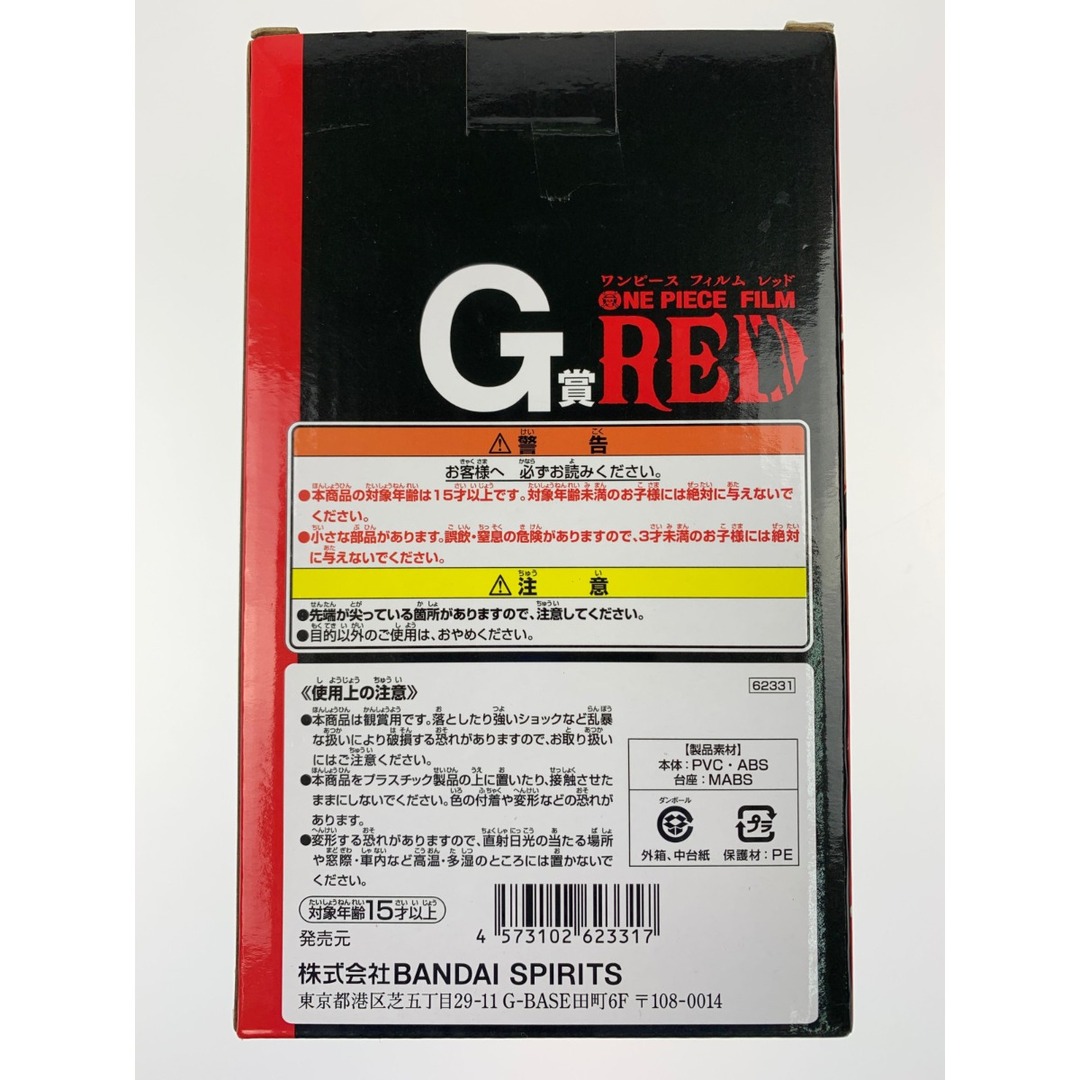 ワンピース フィルム レッド
ONE PIECE FILM
RED
G賞
⚠警告
お客様へ 必ずお読みください。
●本商品の対象年齢は15才以上です。対象年齢未満のお子様には絶対に与えないで
ください。
●小さな部品があります。誤飲・窒息の危険がありますので、3才未満のお子様には絶対
に与えないでください。
⚠注意
●先端が尖っている箇所がありますので、注意してください。
●目的以外のご使用は、おやめください。
《使用上の注意》
62331
●本商品は観賞用です。落としたり強いショックなど乱暴
な扱いにより破損する恐れがありますので、お取り扱い
にはご注意ください。
●本商品をプラスチック製品の上に置いたり、接触させた
ままにしないでください。色の付着や変形などの恐れが
あります。
●変形する恐れがありますので、直射日光の当たる場所
や窓際・車内など高温・多湿のところには置かないで
ください。
【製品素材】
本体:PVC・ABS
台座:MABS
ダンボール
プラ
外箱、中台紙 保護材:PE
対象年齢15才以上
発売元
4 573102 623317
株式会社BANDAI SPIRITS
東京都港区芝五丁目29-11 G-BASE田町6F 〒108-0014